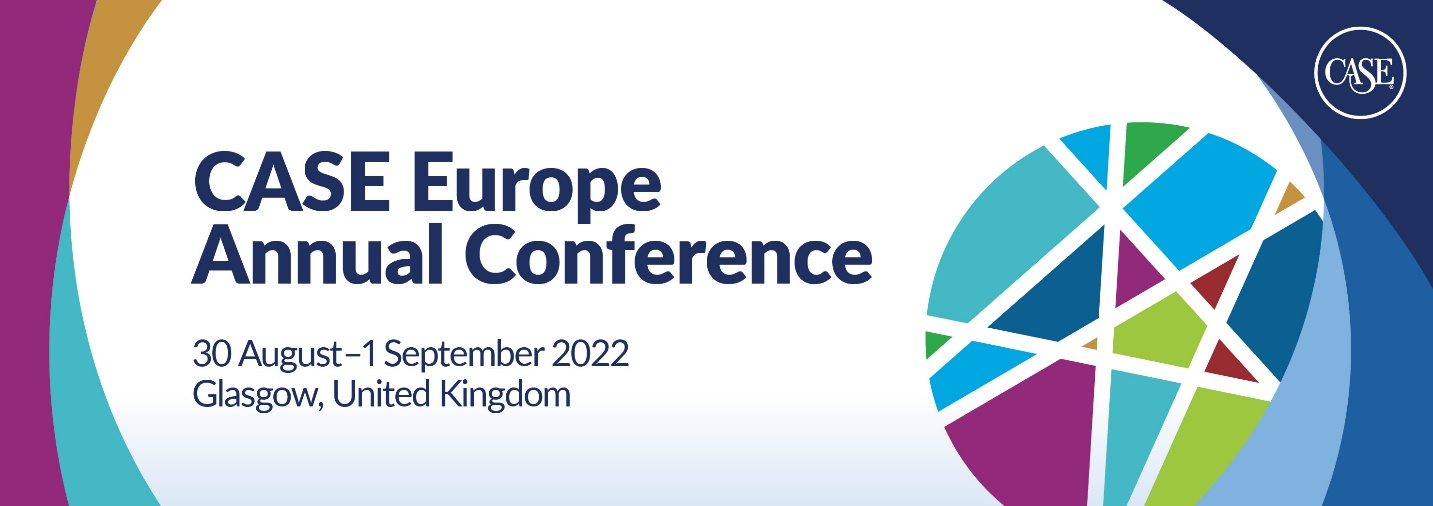 CASE
CASE Europe
Annual Conference
30 August–1 September 2022
Glasgow, United Kingdom